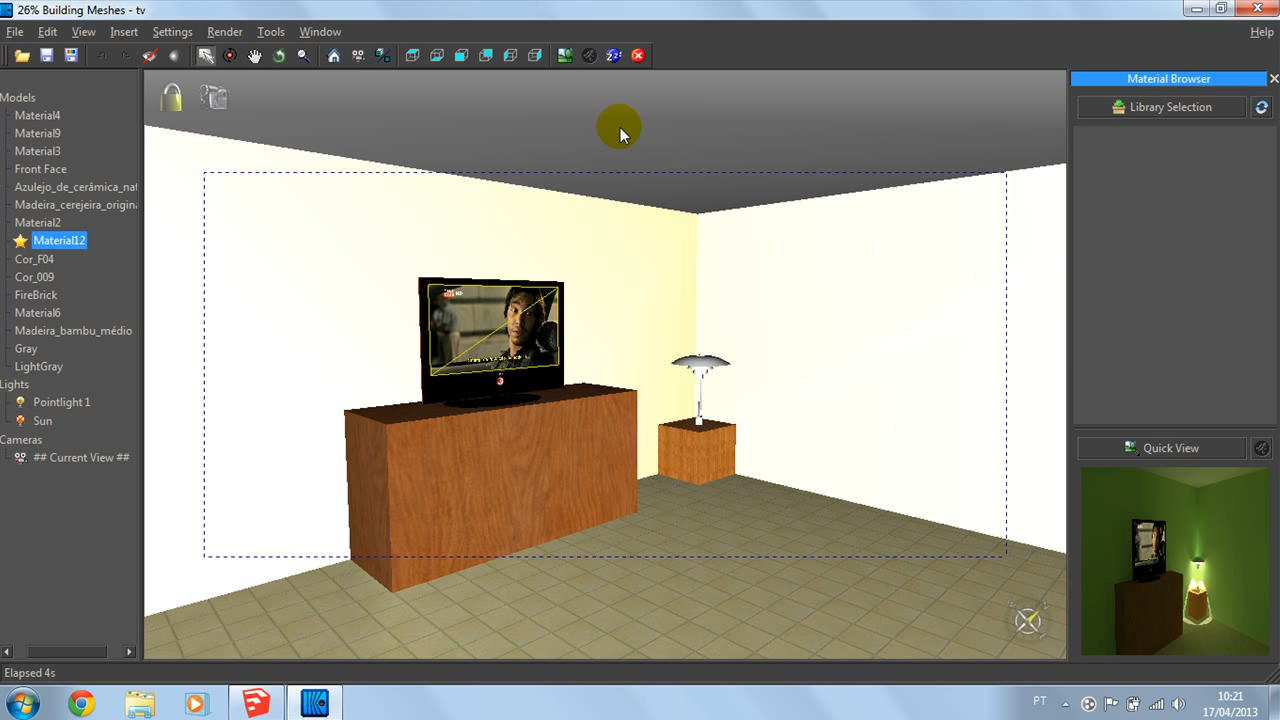 26% Building Meshes - tv
File Edit View Insert Settings Render Tools Window Help
Models
Material4
Material9
Material3
Front Face
Azulejo_de_cerâmica_nat
Madeira_cerejeira_origina
Material2
Material12
Cor_F04
Cor_009
FireBrick
Material6
Madeira_bambu_médio
Gray
LightGray
Lights
Pointlight 1
Sun
Cameras
## Current View ##
Material Browser
Library Selection
Quick View
Elapsed 4s
PT
10:21
17/04/2013